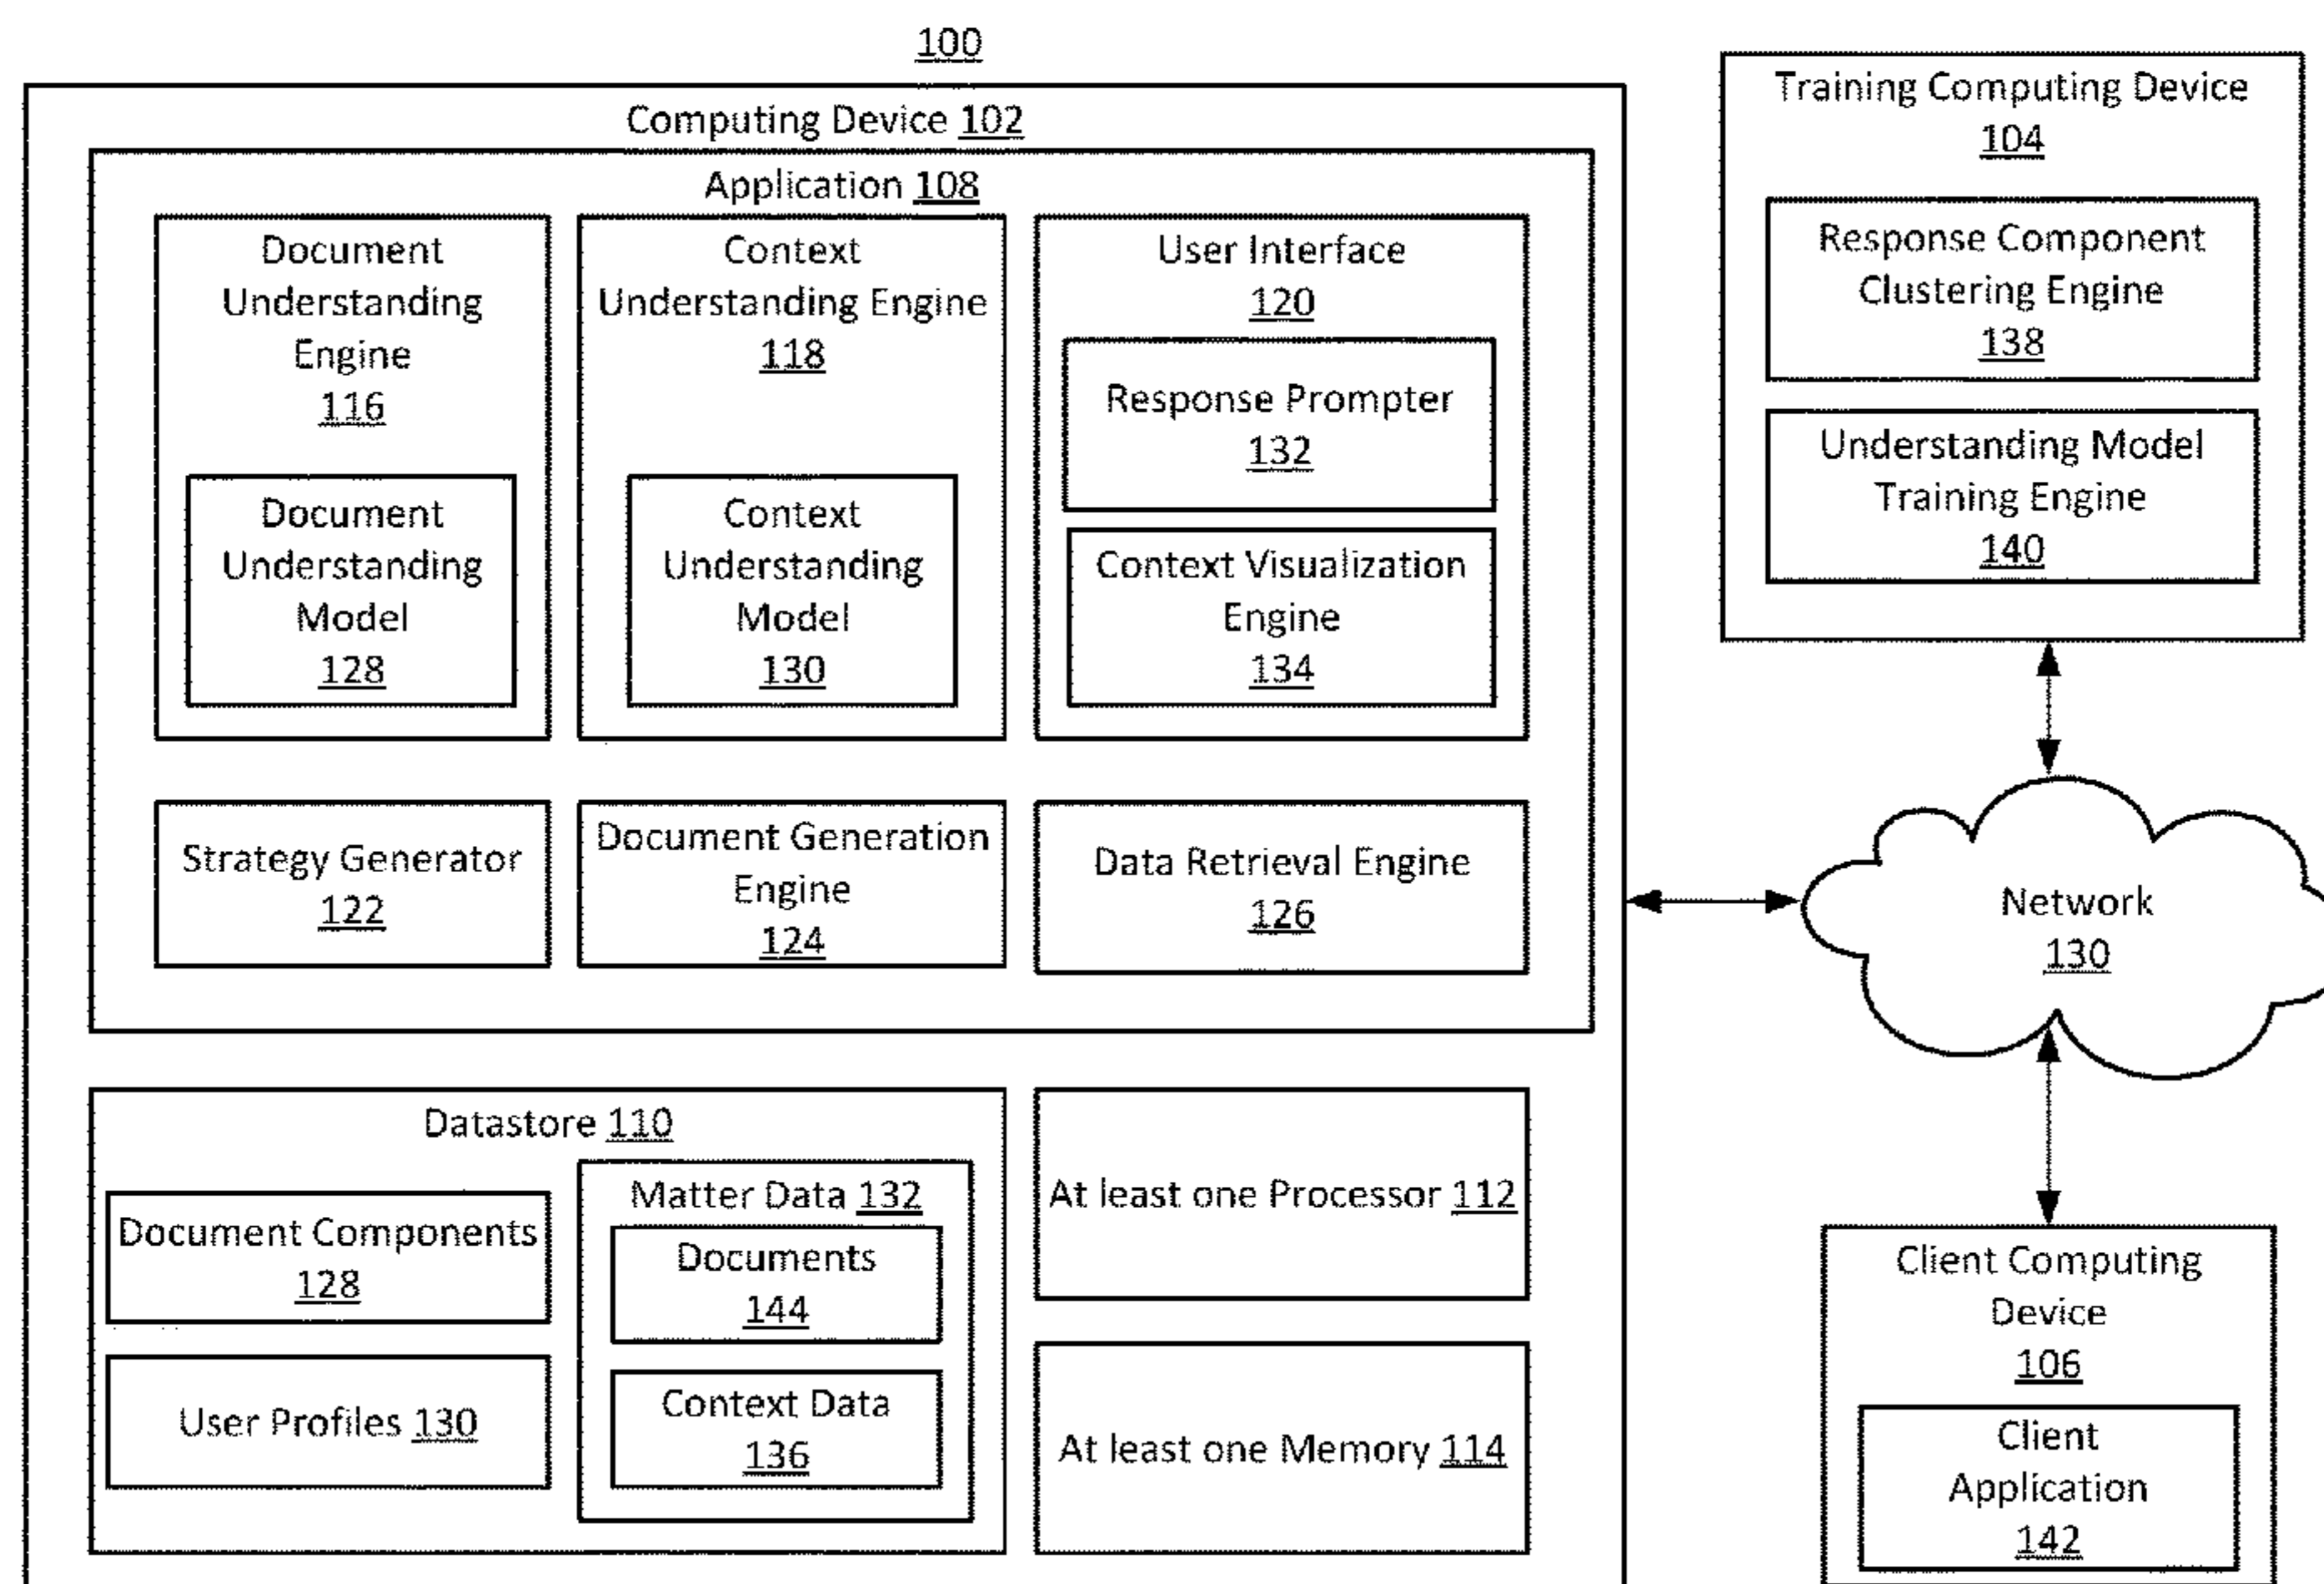 100
Computing Device 102
Application 108
Document
Understanding
Engine
116
Document
Understanding
Model
128
Context
Understanding Engine
118
Context
Understanding
Model
130
User Interface
120
Response Prompter
132
Context Visualization
Engine
134
Strategy Generator
122
Document Generation
Engine
124
Data Retrieval Engine
126
Datastore 110
Document Components
128
User Profiles 130
Matter Data 132
Documents
144
Context Data
136
At least one Processor 112
At least one Memory 114
Training Computing Device
104
Response Component
Clustering Engine
138
Understanding Model
Training Engine
140
Network
130
Client Computing
Device
106
Client
Application
142